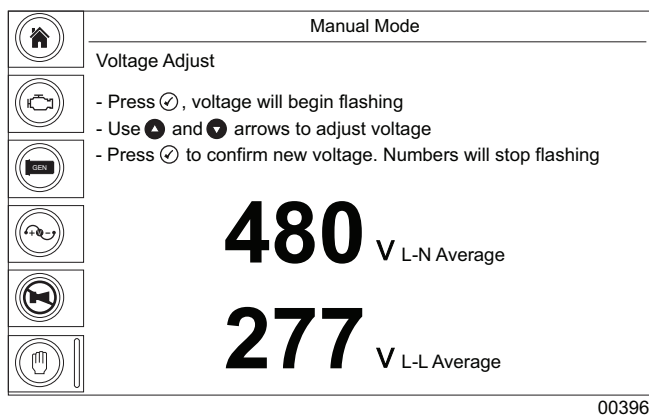 Manual Mode
Voltage Adjust
- Press ✓, voltage will begin flashing
- Use ▲ and ▼ arrows to adjust voltage
- Press ✓ to confirm new voltage. Numbers will stop flashing
GEN
480 V L-N Average
277 V L-L Average
00396